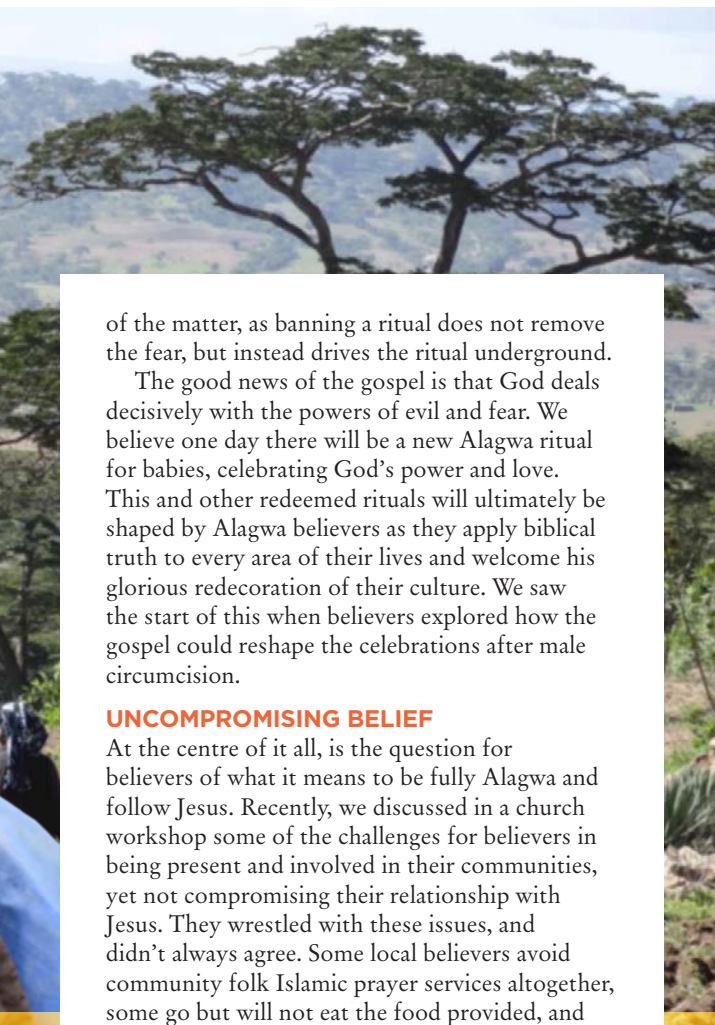 of the matter, as banning a ritual does not remove
the fear, but instead drives the ritual underground.
The good news of the gospel is that God deals
decisively with the powers of evil and fear. We
believe one day there will be a new Alagwa ritual
for babies, celebrating God’s power and love.
This and other redeemed rituals will ultimately be
shaped by Alagwa believers as they apply biblical
truth to every area of their lives and welcome his
glorious redecoration of their culture. We saw
the start of this when believers explored how the
gospel could reshape the celebrations after male
circumcision.
UNCOMPROMISING BELIEF
At the centre of it all, is the question for
believers of what it means to be fully Alagwa and
follow Jesus. Recently, we discussed in a church
workshop some of the challenges for believers in
being present and involved in their communities,
yet not compromising their relationship with
Jesus. They wrestled with these issues, and
didn’t always agree. Some local believers avoid
community folk Islamic prayer services altogether,
some go but will not eat the food provided, and